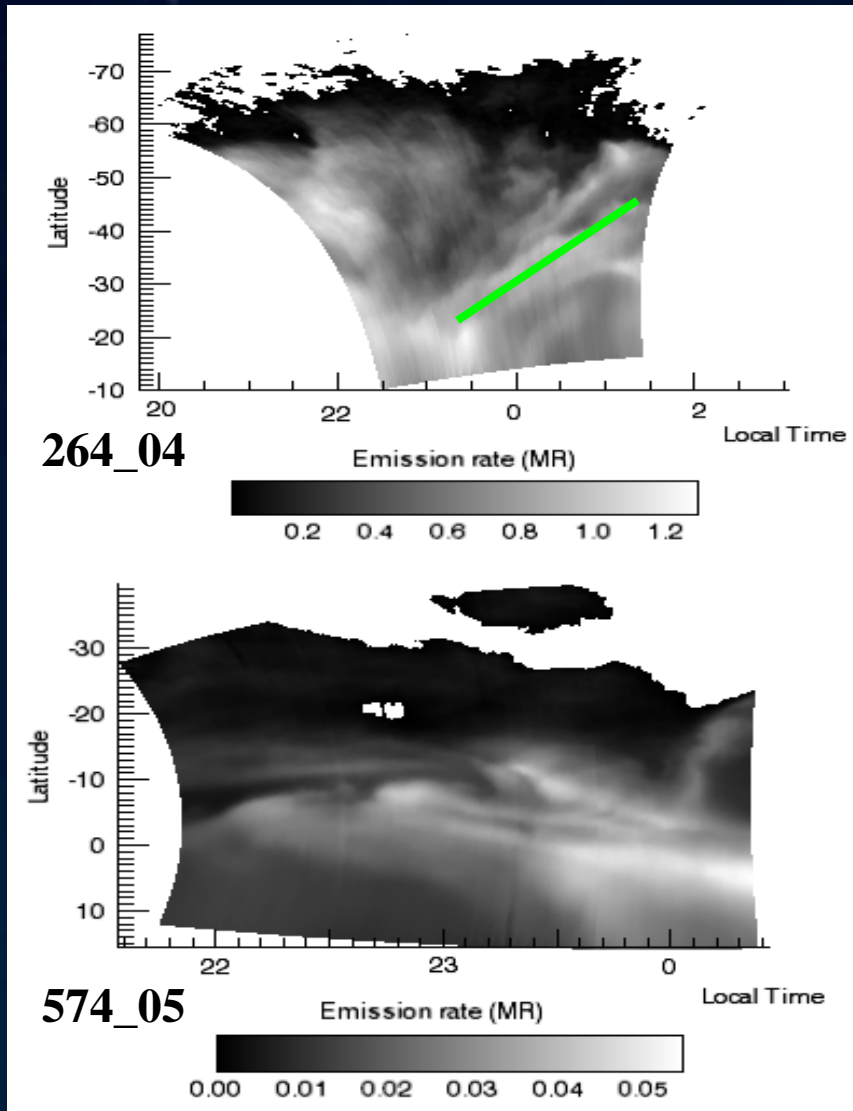 -70
-60
-50
-40
-30
-20
-10
Latitude
20 22 0 2
Local Time
264_04
Emission rate (MR)
0.2 0.4 0.6 0.8 1.0 1.2
-30
-20
-10
0
10
Latitude
22 23 0
Local Time
574_05
Emission rate (MR)
0.00 0.01 0.02 0.03 0.04 0.05